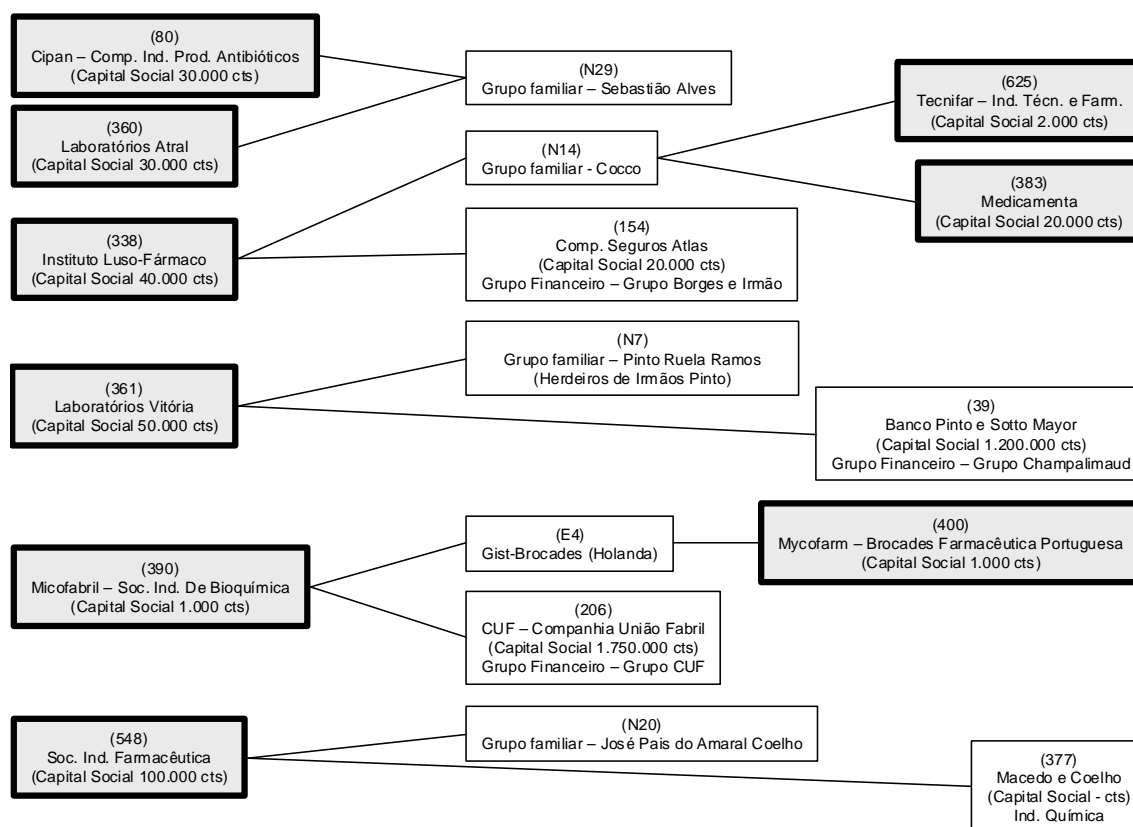 (80)
Cipan – Comp. Ind. Prod. Antibióticos
(Capital Social 30.000 cts)
(N29)
Grupo familiar – Sebastião Alves
(625)
Tecnifar – Ind. Técn. e Farm.
(Capital Social 2.000 cts)
(360)
Laboratórios Atral
(Capital Social 30.000 cts)
(N14)
Grupo familiar - Cocco
(383)
Medicamenta
(Capital Social 20.000 cts)
(338)
Instituto Luso-Fármaco
(Capital Social 40.000 cts)
(154)
Comp. Seguros Atlas
(Capital Social 20.000 cts)
Grupo Financeiro – Grupo Borges e Irmão
(N7)
Grupo familiar – Pinto Ruela Ramos
(Herdeiros de Irmãos Pinto)
(361)
Laboratórios Vitória
(Capital Social 50.000 cts)
(39)
Banco Pinto e Sotto Mayor
(Capital Social 1.200.000 cts)
Grupo Financeiro – Grupo Champalimaud
(E4)
Gist-Brocades (Holanda)
(400)
Mycofarm – Brocades Farmacêutica Portuguesa
(Capital Social 1.000 cts)
(390)
Micofabril – Soc. Ind. De Bioquímica
(Capital Social 1.000 cts)
(206)
CUF – Companhia União Fabril
(Capital Social 1.750.000 cts)
Grupo Financeiro – Grupo CUF
(548)
Soc. Ind. Farmacêutica
(Capital Social 100.000 cts)
(N20)
Grupo familiar – José Pais do Amaral Coelho
(377)
Macedo e Coelho
(Capital Social - cts)
Ind. Química